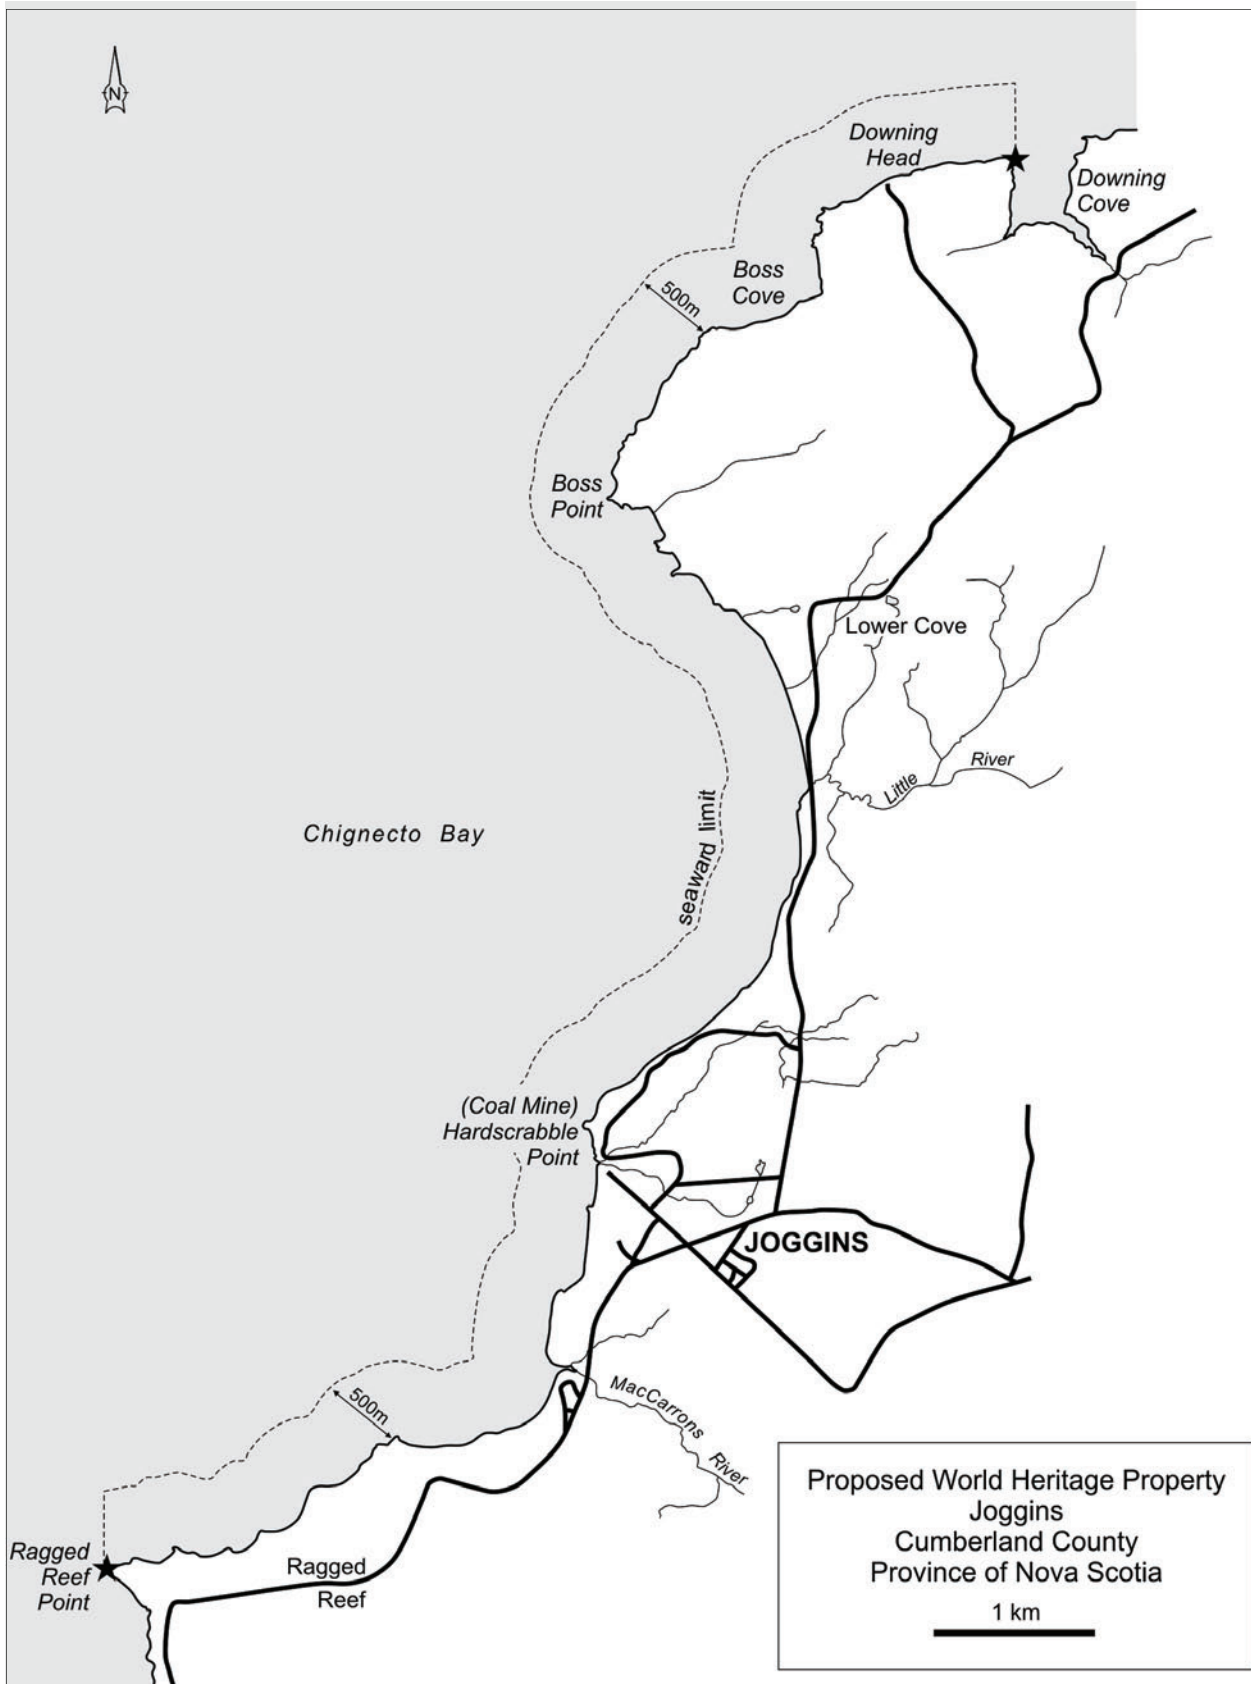 N
Downing
Head
Downing
Cove
Boss
Cove
500m
Boss
Point
Lower Cove
Little River
Chignecto Bay
seaward limit
(Coal Mine)
Hardscrabble
Point
JOGGINS
500m
MacCarrons River
Ragged
Reef
Point
Ragged
Reef
Proposed World Heritage Property
Joggins
Cumberland County
Province of Nova Scotia
1 km